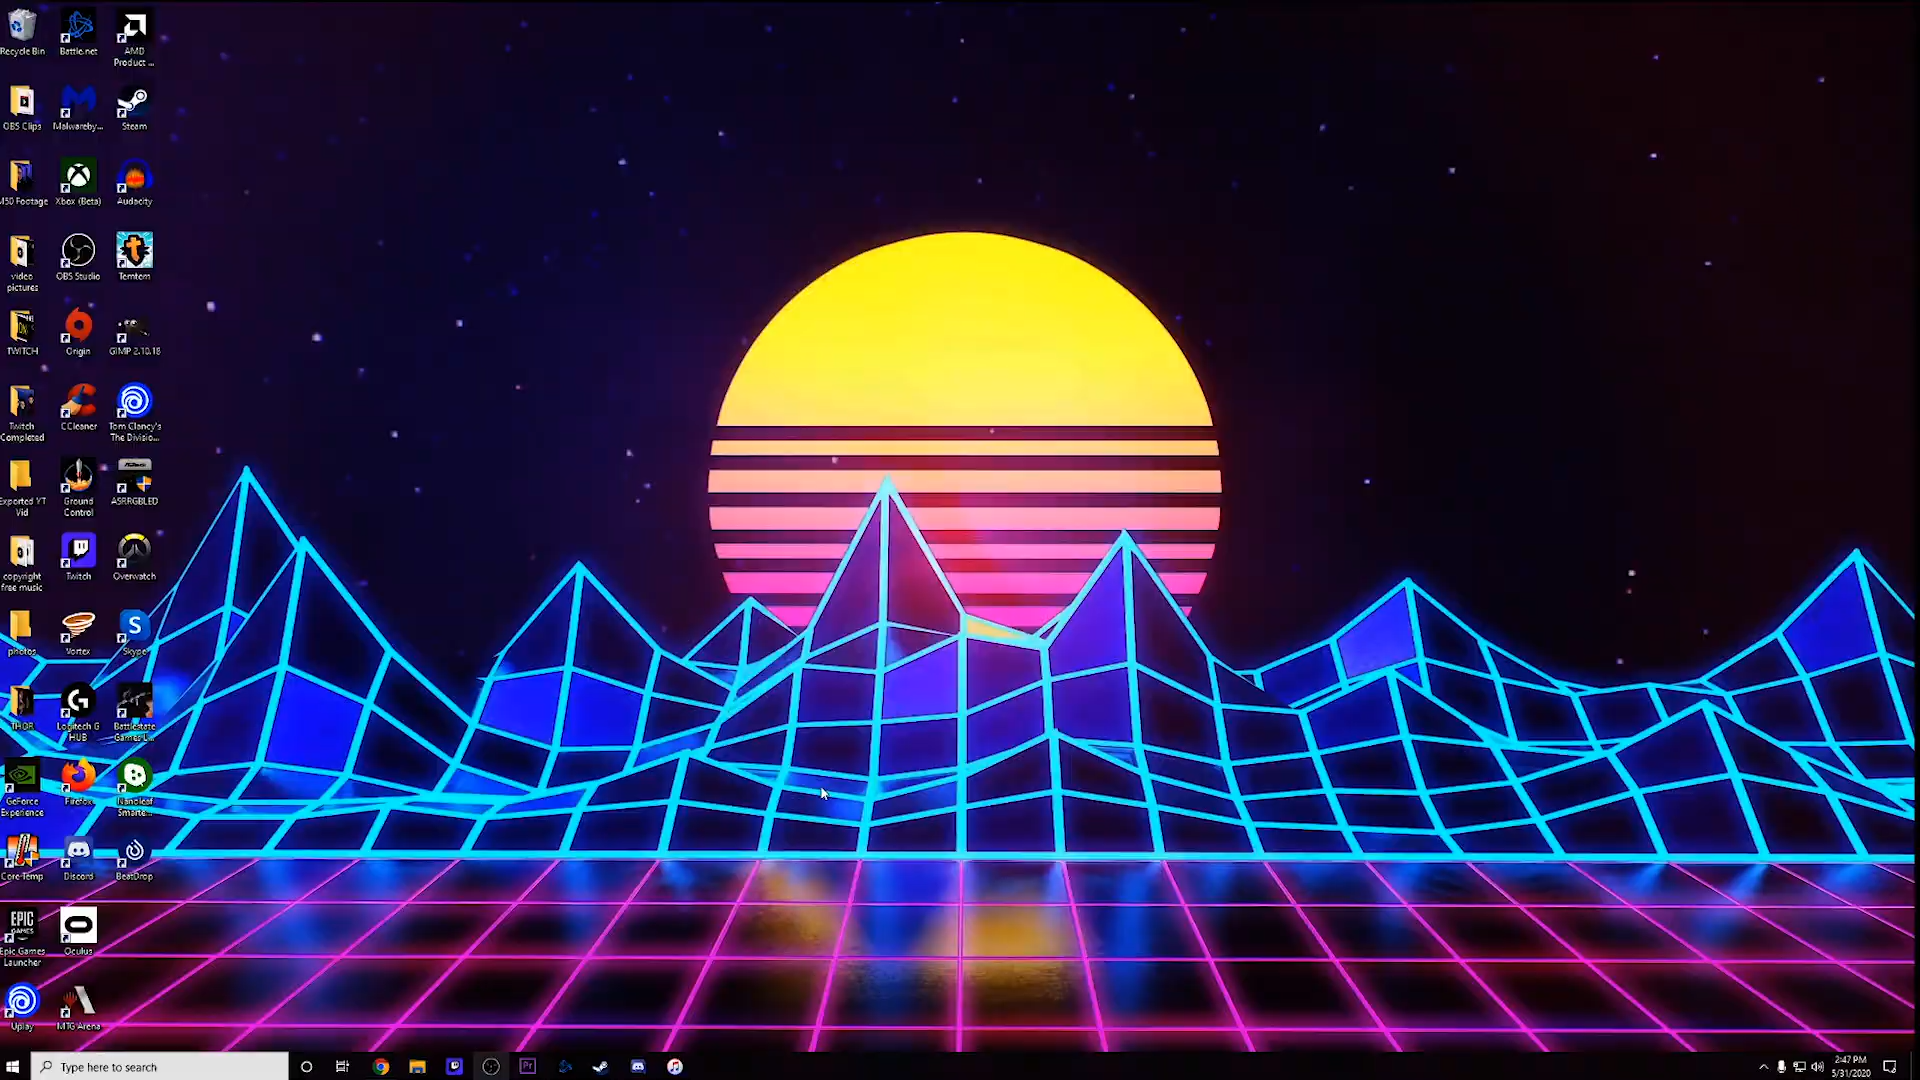 Recycle Bin
Battle.net
AMD
Product ...
OBS Clips
Malwareby...
Steam
M50 Footage
Xbox (Beta)
Audacity
video
pictures
OBS Studio
Temtem
TWITCH
Origin
GIMP 2.10.18
Twitch
Completed
CCleaner
Tom Clancy's
The Divisio...
Exported YT
Vid
Ground
Control
ASRRGBLED
copyright
free music
Twitch
Overwatch
photos
Vortex
Skype
THOR
Logitech G
HUB
Battlestate
Games L...
GeForce
Experience
Firefox
Nanoleaf
Smarte...
Core Temp
Discord
BeatDrop
EPIC
GAMES
Epic Games
Launcher
Oculus
Uplay
MTG Arena
Type here to search
Pr
2:47 PM
5/31/2020